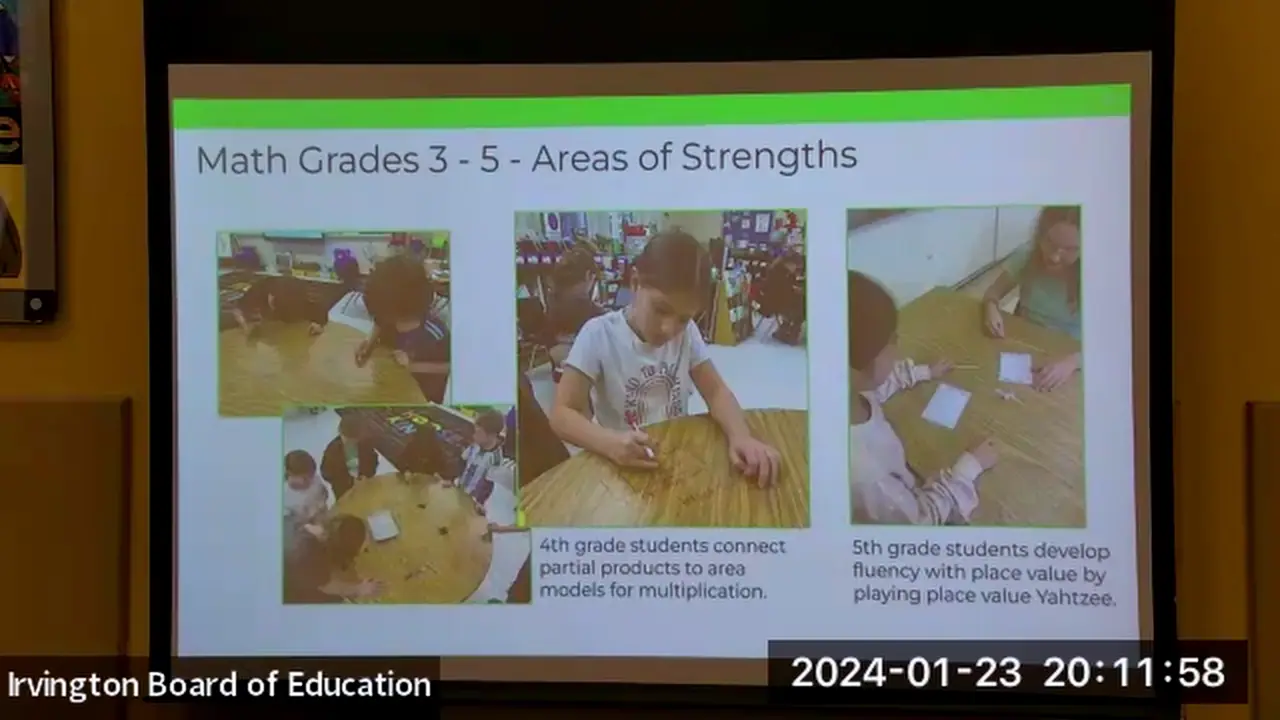 Math Grades 3 - 5 - Areas of Strengths
4th grade students connect
partial products to area
models for multiplication.
5th grade students develop
fluency with place value by
playing place value Yahtzee.
Irvington Board of Education
2024-01-23 20:11:58